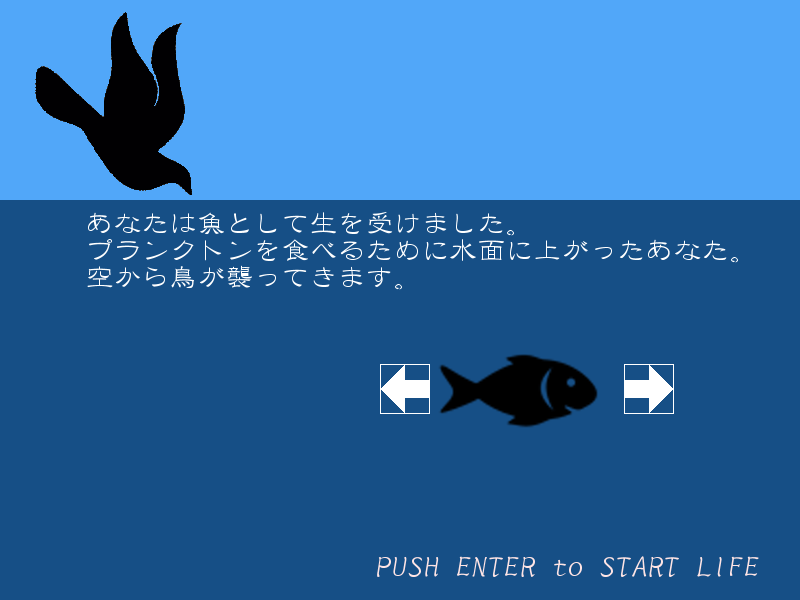 あなたは魚として生を受けました。
プランクトンを食べるために水面に上がったあなた。
空から鳥が襲ってきます。
PUSH ENTER to START LIFE